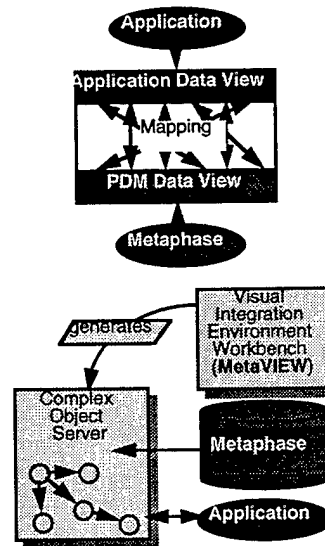 Application
Application Data View
Mapping
PDM Data View
Metaphase
generates
Visual
Integration
Environment
Workbench
(MetaVIEW)
Complex
Object
Server
Metaphase
Application